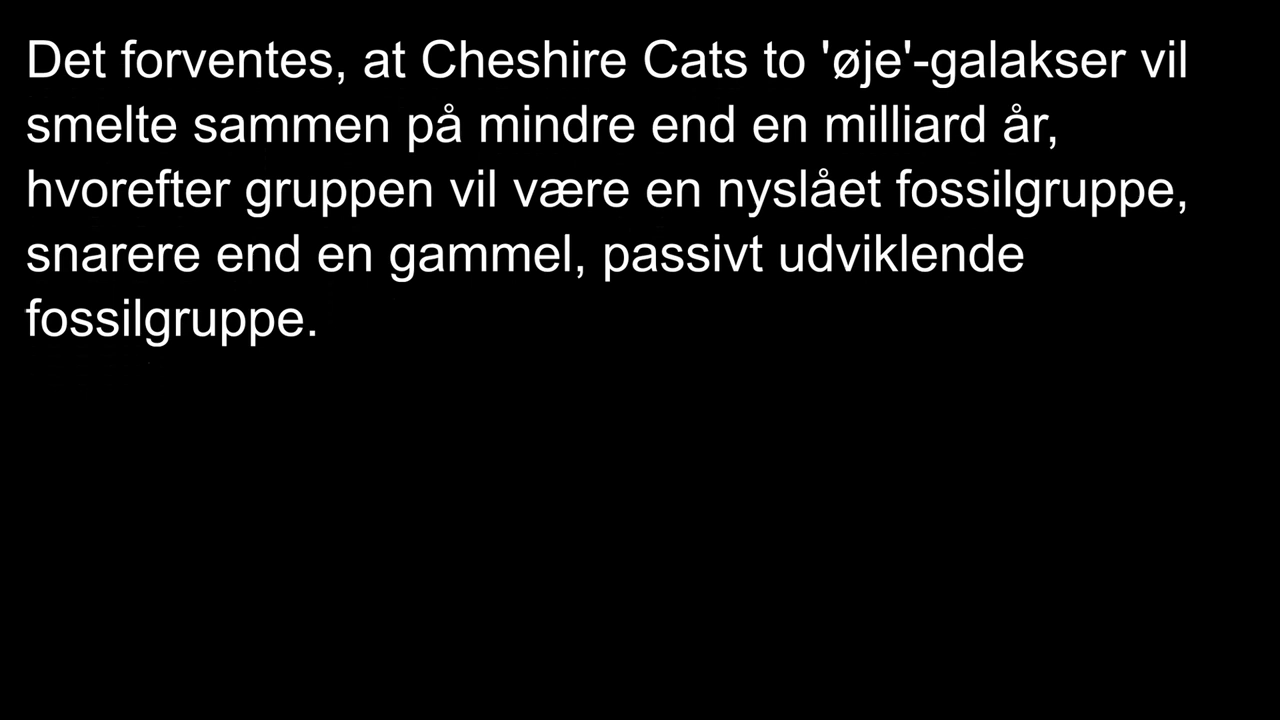 Det forventes, at Cheshire Cats to 'øje'-galakser vil
smelte sammen på mindre end en milliard år,
hvorefter gruppen vil være en nyslået fossilgruppe,
snarere end en gammel, passivt udviklende
fossilgruppe.